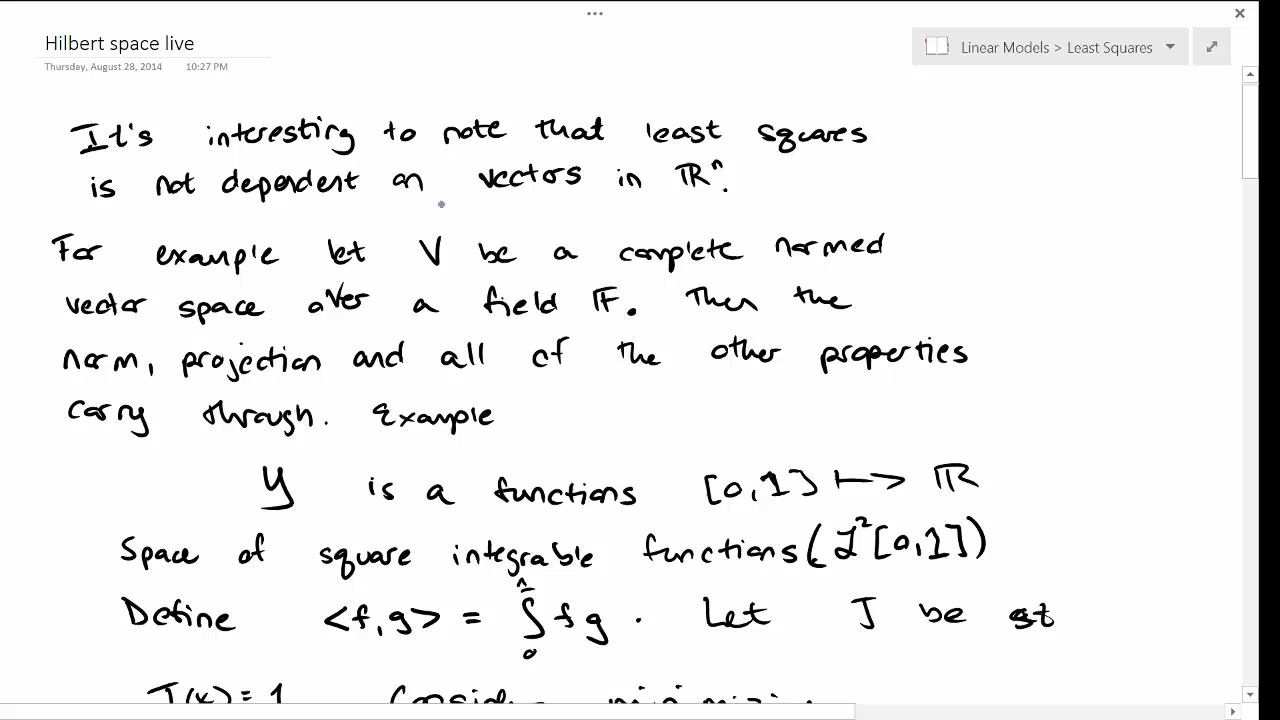 Hilbert space live
Thursday, August 28, 2014 10:27 PM
Linear Models > Least Squares
It's interesting to note that least squares
is not dependent on vectors in ℝⁿ.
For example let V be a complete normed
vector space over a field 𝔽. Then the
norm, projection and all of the other properties
carry through. Example
y is a functions [0,1] ↦ ℝ
Space of square integrable functions (ℒ²[0,1])
Define <f,g> = ∫₀¹ f g . Let J be st
J(x) = 1 Consider minimizing